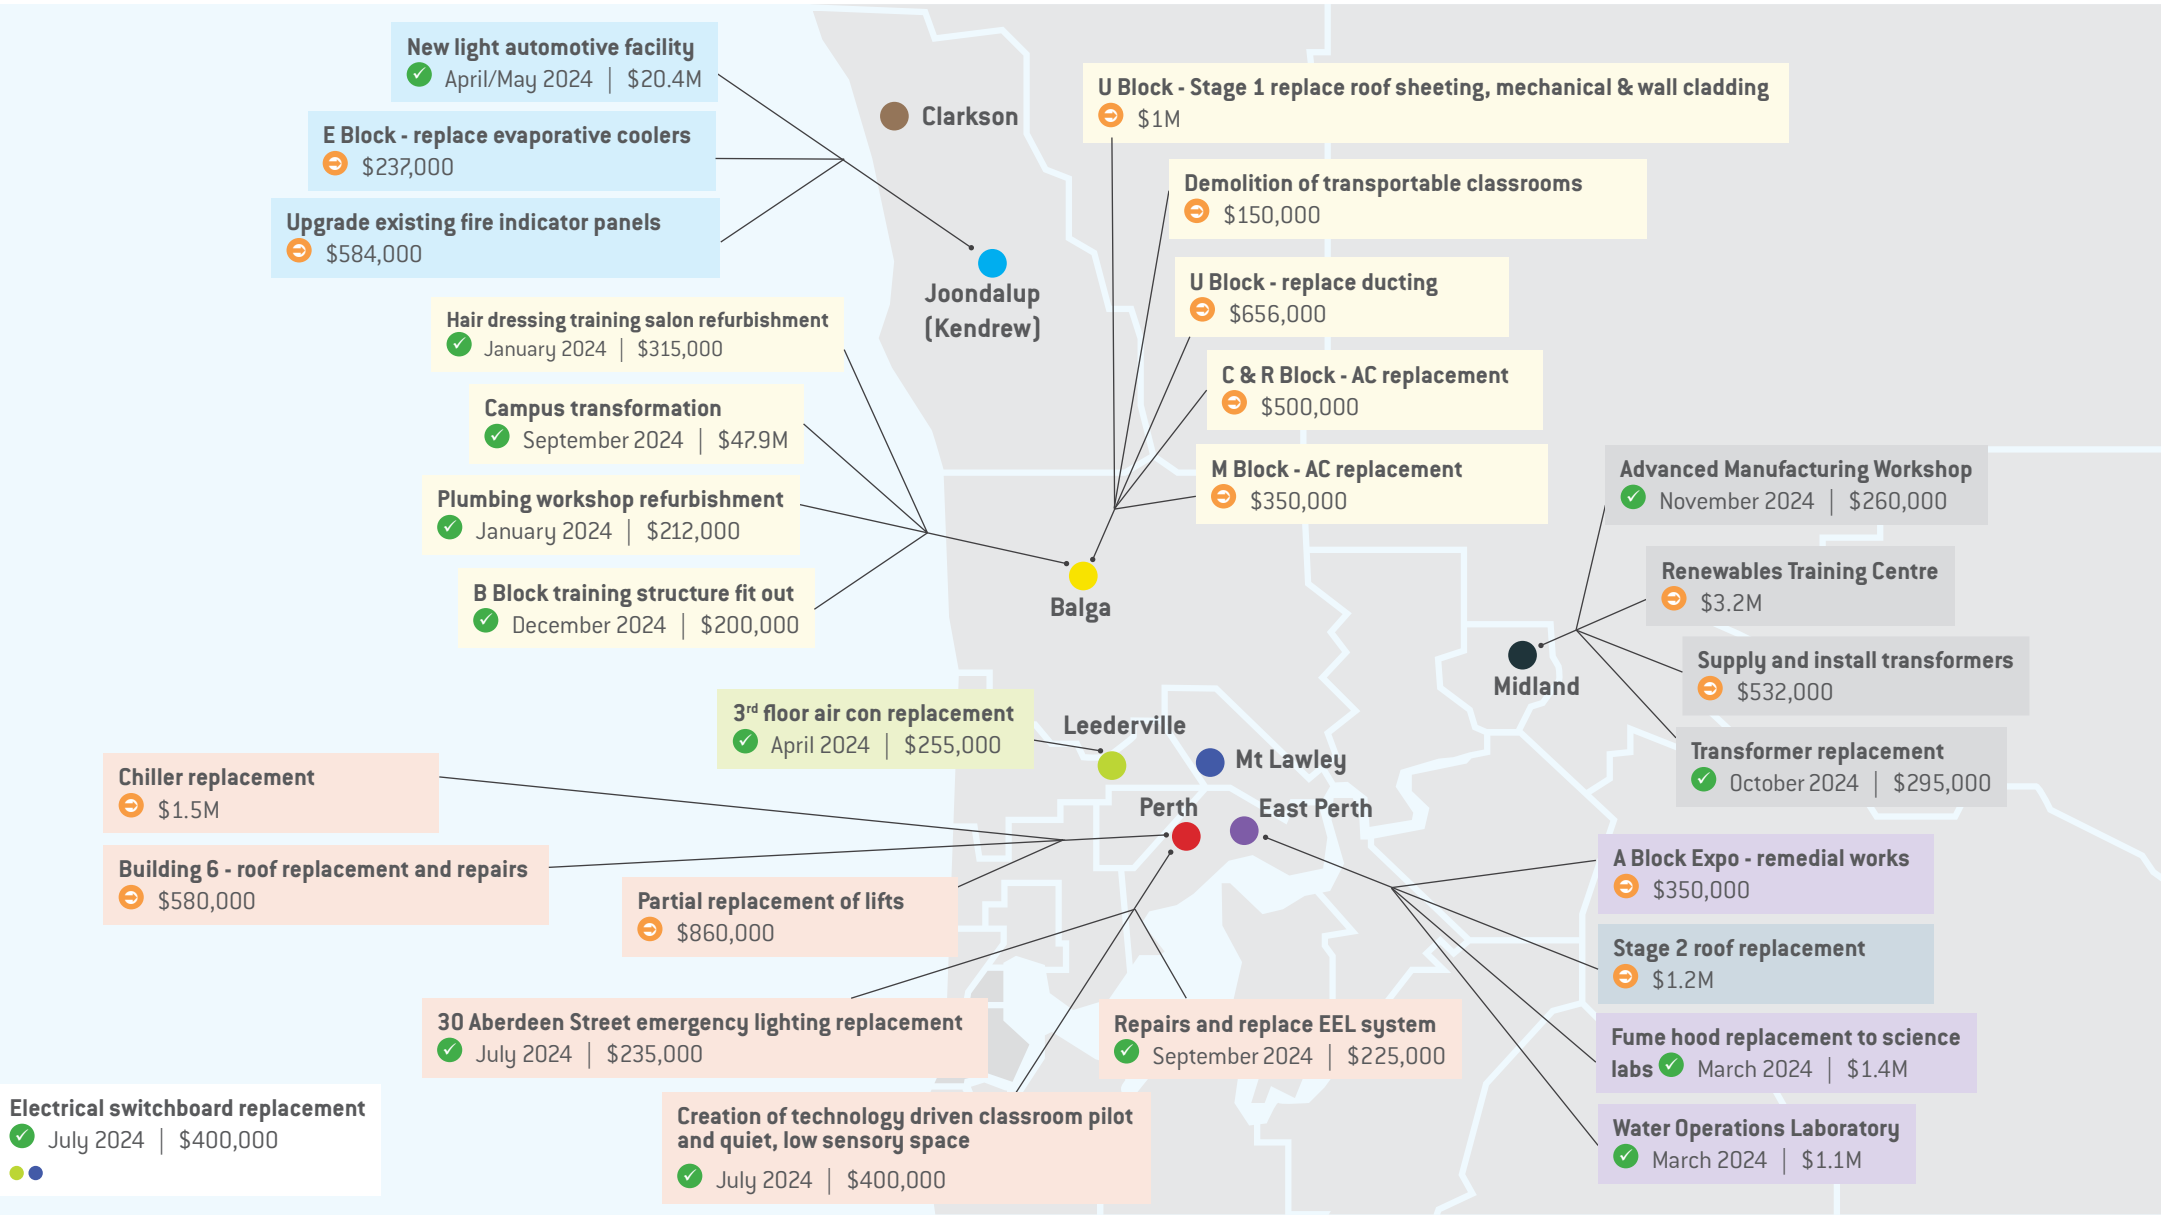 New light automotive facility
April/May 2024 | $20.4M
E Block - replace evaporative coolers
$237,000
Upgrade existing fire indicator panels
$584,000
Clarkson
Joondalup
(Kendrew)
U Block - Stage 1 replace roof sheeting, mechanical & wall cladding
$1M
Demolition of transportable classrooms
$150,000
U Block - replace ducting
$656,000
C & R Block - AC replacement
$500,000
M Block - AC replacement
$350,000
Hair dressing training salon refurbishment
January 2024 | $315,000
Campus transformation
September 2024 | $47.9M
Plumbing workshop refurbishment
January 2024 | $212,000
B Block training structure fit out
December 2024 | $200,000
Balga
Advanced Manufacturing Workshop
November 2024 | $260,000
Renewables Training Centre
$3.2M
Supply and install transformers
$532,000
Transformer replacement
October 2024 | $295,000
Midland
3rd floor air con replacement
April 2024 | $255,000
Leederville
Mt Lawley
Perth
East Perth
Chiller replacement
$1.5M
Building 6 - roof replacement and repairs
$580,000
Partial replacement of lifts
$860,000
30 Aberdeen Street emergency lighting replacement
July 2024 | $235,000
Repairs and replace EEL system
September 2024 | $225,000
Creation of technology driven classroom pilot
and quiet, low sensory space
July 2024 | $400,000
A Block Expo - remedial works
$350,000
Stage 2 roof replacement
$1.2M
Fume hood replacement to science
labs March 2024 | $1.4M
Water Operations Laboratory
March 2024 | $1.1M
Electrical switchboard replacement
July 2024 | $400,000